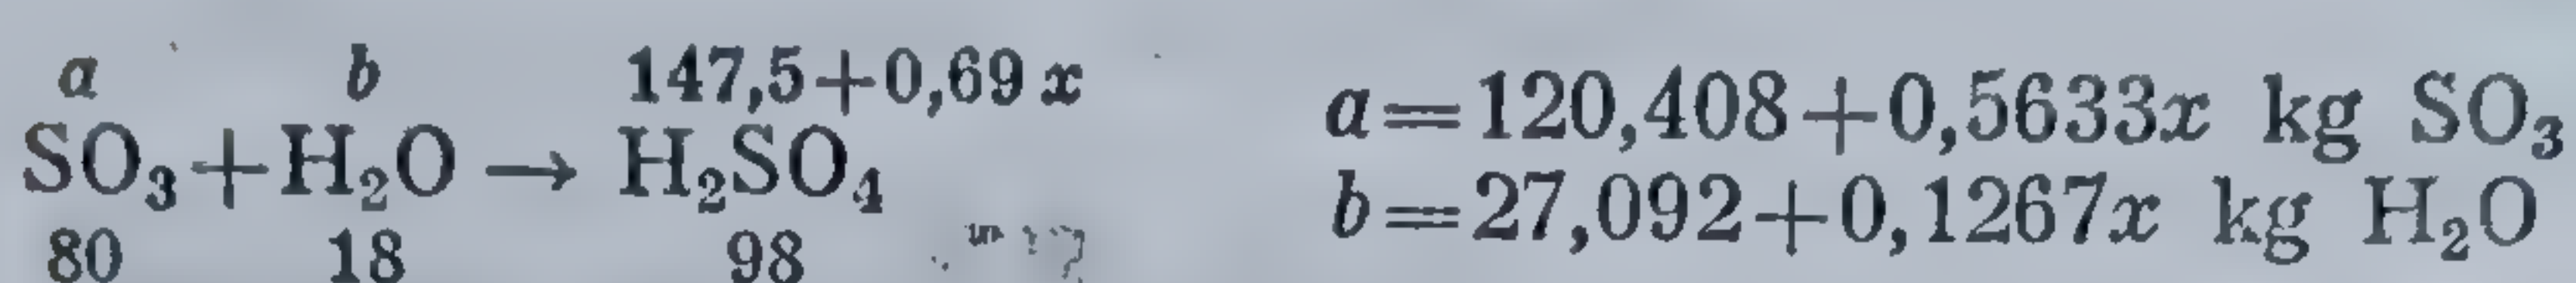 a b 147,5+0,69 x
SO₃+H₂O → H₂SO₄
80 18 98
a=120,408+0,5633x kg SO₃
b=27,092+0,1267x kg H₂O